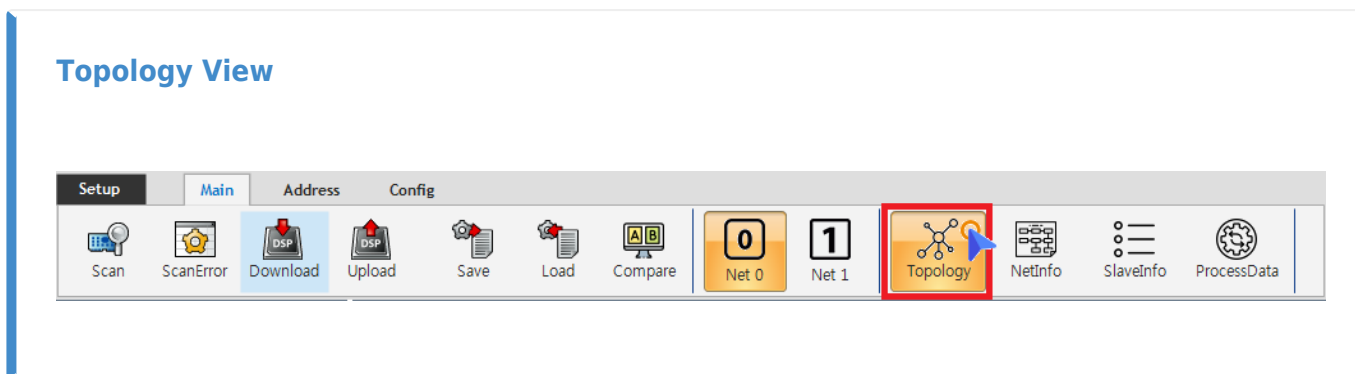 Topology View
Setup Main Address Config
DSP DSP A B 0 1
Scan ScanError Download Upload Save Load Compare Net 0 Net 1 Topology NetInfo SlaveInfo ProcessData